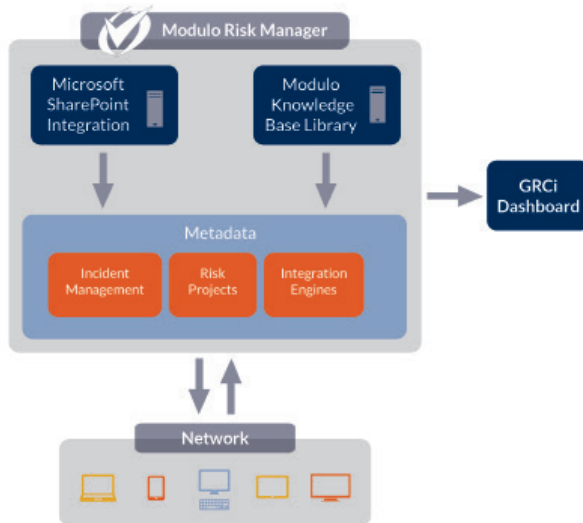 Modulo Risk Manager
Microsoft
SharePoint
Integration
Modulo
Knowledge
Base Library
GRCi
Dashboard
Metadata
Incident
Management
Risk
Projects
Integration
Engines
Network